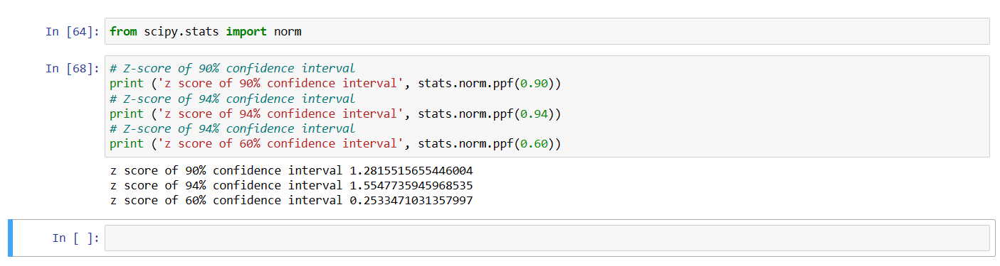 In [64]: from scipy.stats import norm
In [68]: # Z-score of 90% confidence interval
print ('z score of 90% confidence interval', stats.norm.ppf(0.90))
# Z-score of 94% confidence interval
print ('z score of 94% confidence interval', stats.norm.ppf(0.94))
# Z-score of 94% confidence interval
print ('z score of 60% confidence interval', stats.norm.ppf(0.60))
z score of 90% confidence interval 1.2815515655446004
z score of 94% confidence interval 1.5547735945968535
z score of 60% confidence interval 0.2533471031357997
In [ ]: